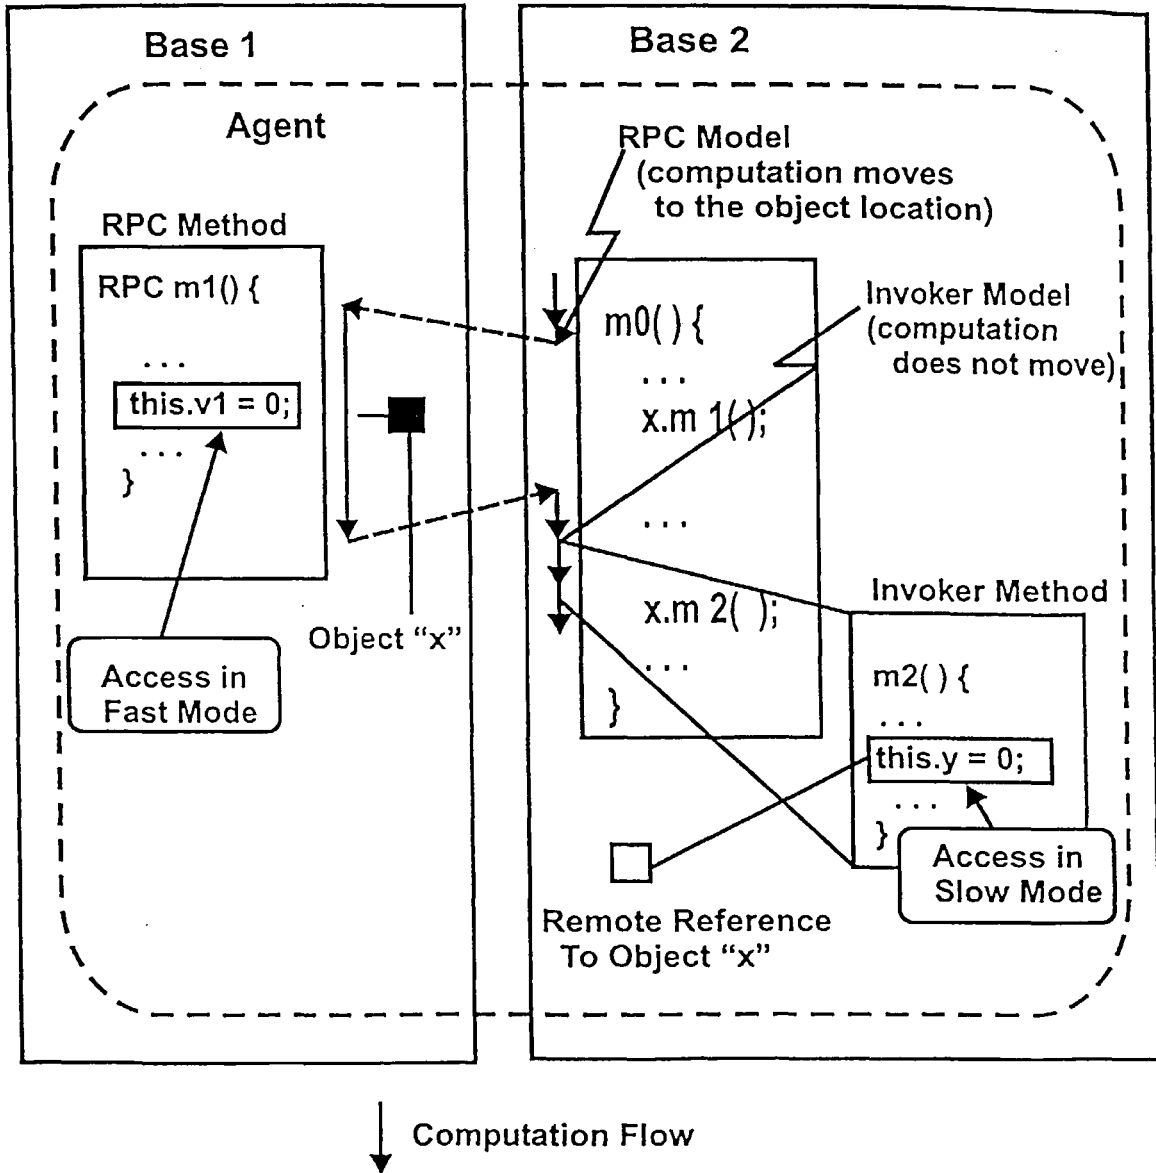 Base 1
Base 2
Agent
RPC Model
(computation moves
to the object location)
RPC Method
RPC m1() {
...
this.v1 = 0;
...
}
Object “x”
Access in
Fast Mode
m0( ) {
...
x.m 1( );
...
x.m 2( );
...
}
Invoker Model
(computation
does not move)
Invoker Method
m2( ) {
...
this.y = 0;
...
}
Access in
Slow Mode
Remote Reference
To Object “x”
Computation Flow